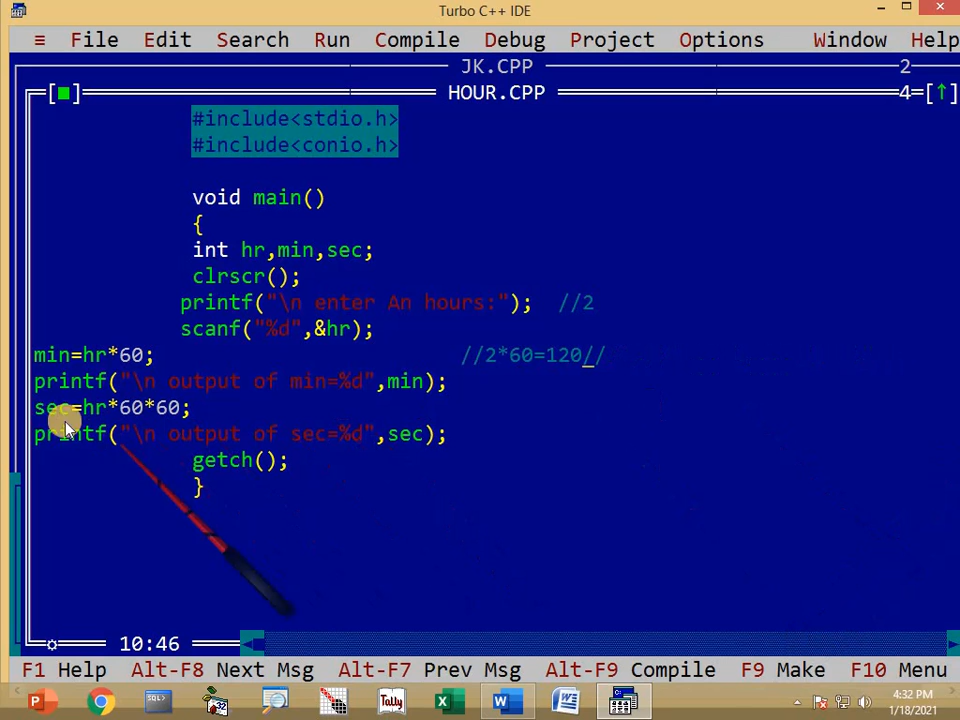 Turbo C++ IDE
≡ File Edit Search Run Compile Debug Project Options Window Help
JK.CPP 2
[■] HOUR.CPP 4=[↑]
#include<stdio.h>
#include<conio.h>
void main()
{
int hr,min,sec;
clrscr();
printf("\n enter An hours:"); //2
scanf("%d",&hr);
min=hr*60; //2*60=120//
printf("\n output of min=%d",min);
sec=hr*60*60;
printf("\n output of sec=%d",sec);
getch();
}
10:46
F1 Help Alt-F8 Next Msg Alt-F7 Prev Msg Alt-F9 Compile F9 Make F10 Menu
Tally
4:32 PM
1/18/2021